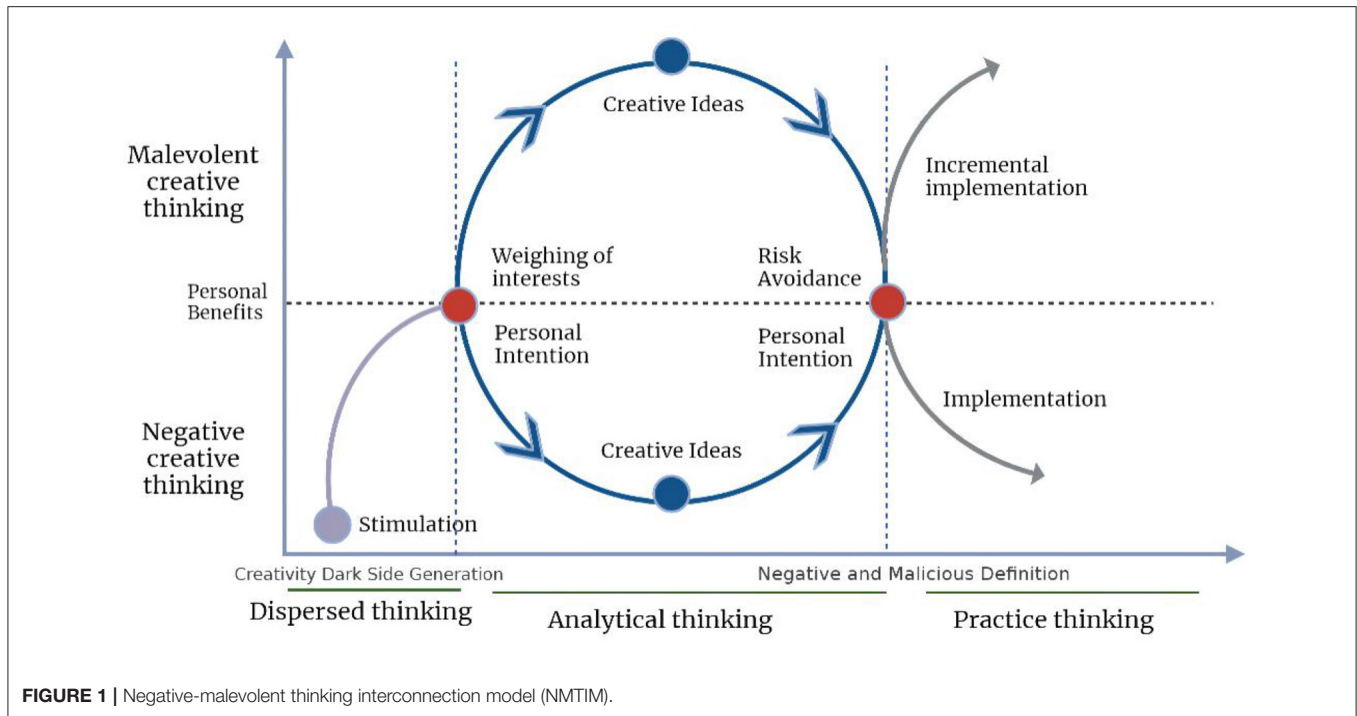 Creative Ideas
Malevolent
creative
thinking
Incremental
implementation
Weighing of
interests
Risk
Avoidance
Personal
Benefits
Personal
Intention
Personal
Intention
Implementation
Negative
creative
thinking
Creative Ideas
Stimulation
Creativity Dark Side Generation
Negative and Malicious Definition
Dispersed thinking
Analytical thinking
Practice thinking
FIGURE 1 | Negative-malevolent thinking interconnection model (NMTIM).